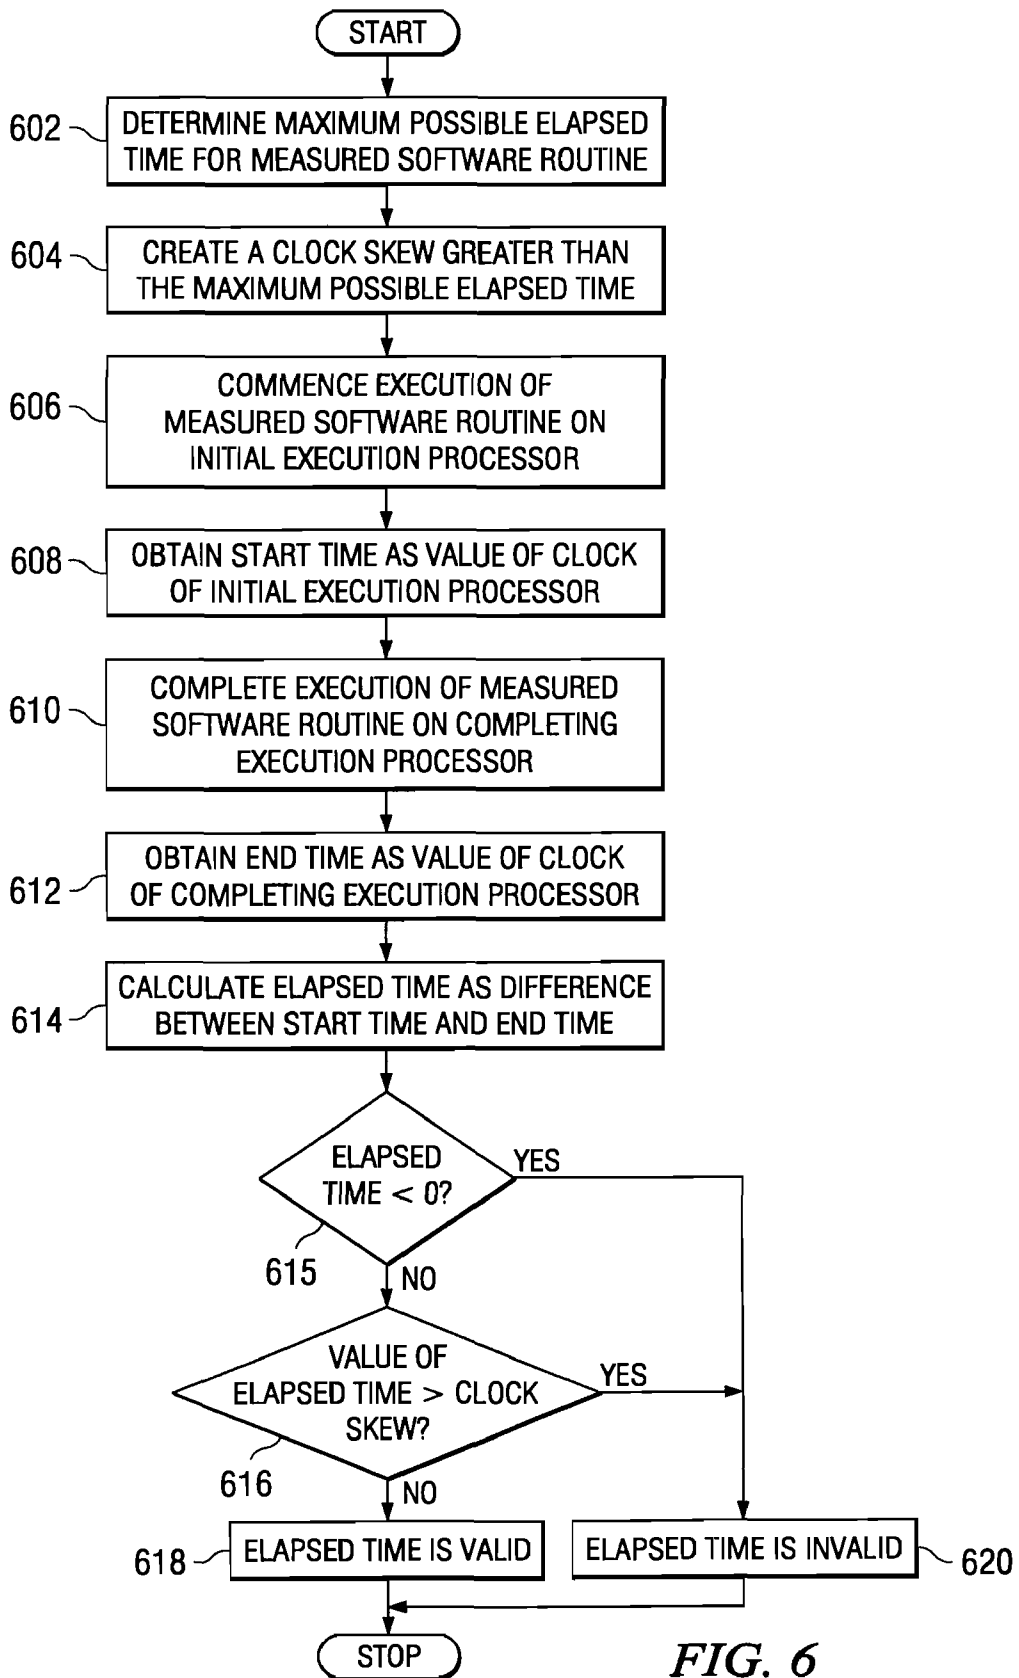 START
602
DETERMINE MAXIMUM POSSIBLE ELAPSED
TIME FOR MEASURED SOFTWARE ROUTINE
604
CREATE A CLOCK SKEW GREATER THAN
THE MAXIMUM POSSIBLE ELAPSED TIME
606
COMMENCE EXECUTION OF
MEASURED SOFTWARE ROUTINE ON
INITIAL EXECUTION PROCESSOR
608
OBTAIN START TIME AS VALUE OF CLOCK
OF INITIAL EXECUTION PROCESSOR
610
COMPLETE EXECUTION OF MEASURED
SOFTWARE ROUTINE ON COMPLETING
EXECUTION PROCESSOR
612
OBTAIN END TIME AS VALUE OF CLOCK
OF COMPLETING EXECUTION PROCESSOR
614
CALCULATE ELAPSED TIME AS DIFFERENCE
BETWEEN START TIME AND END TIME
ELAPSED
TIME < 0?
YES
615
NO
VALUE OF
ELAPSED TIME > CLOCK
SKEW?
YES
616
NO
618
ELAPSED TIME IS VALID
ELAPSED TIME IS INVALID
620
STOP
FIG. 6